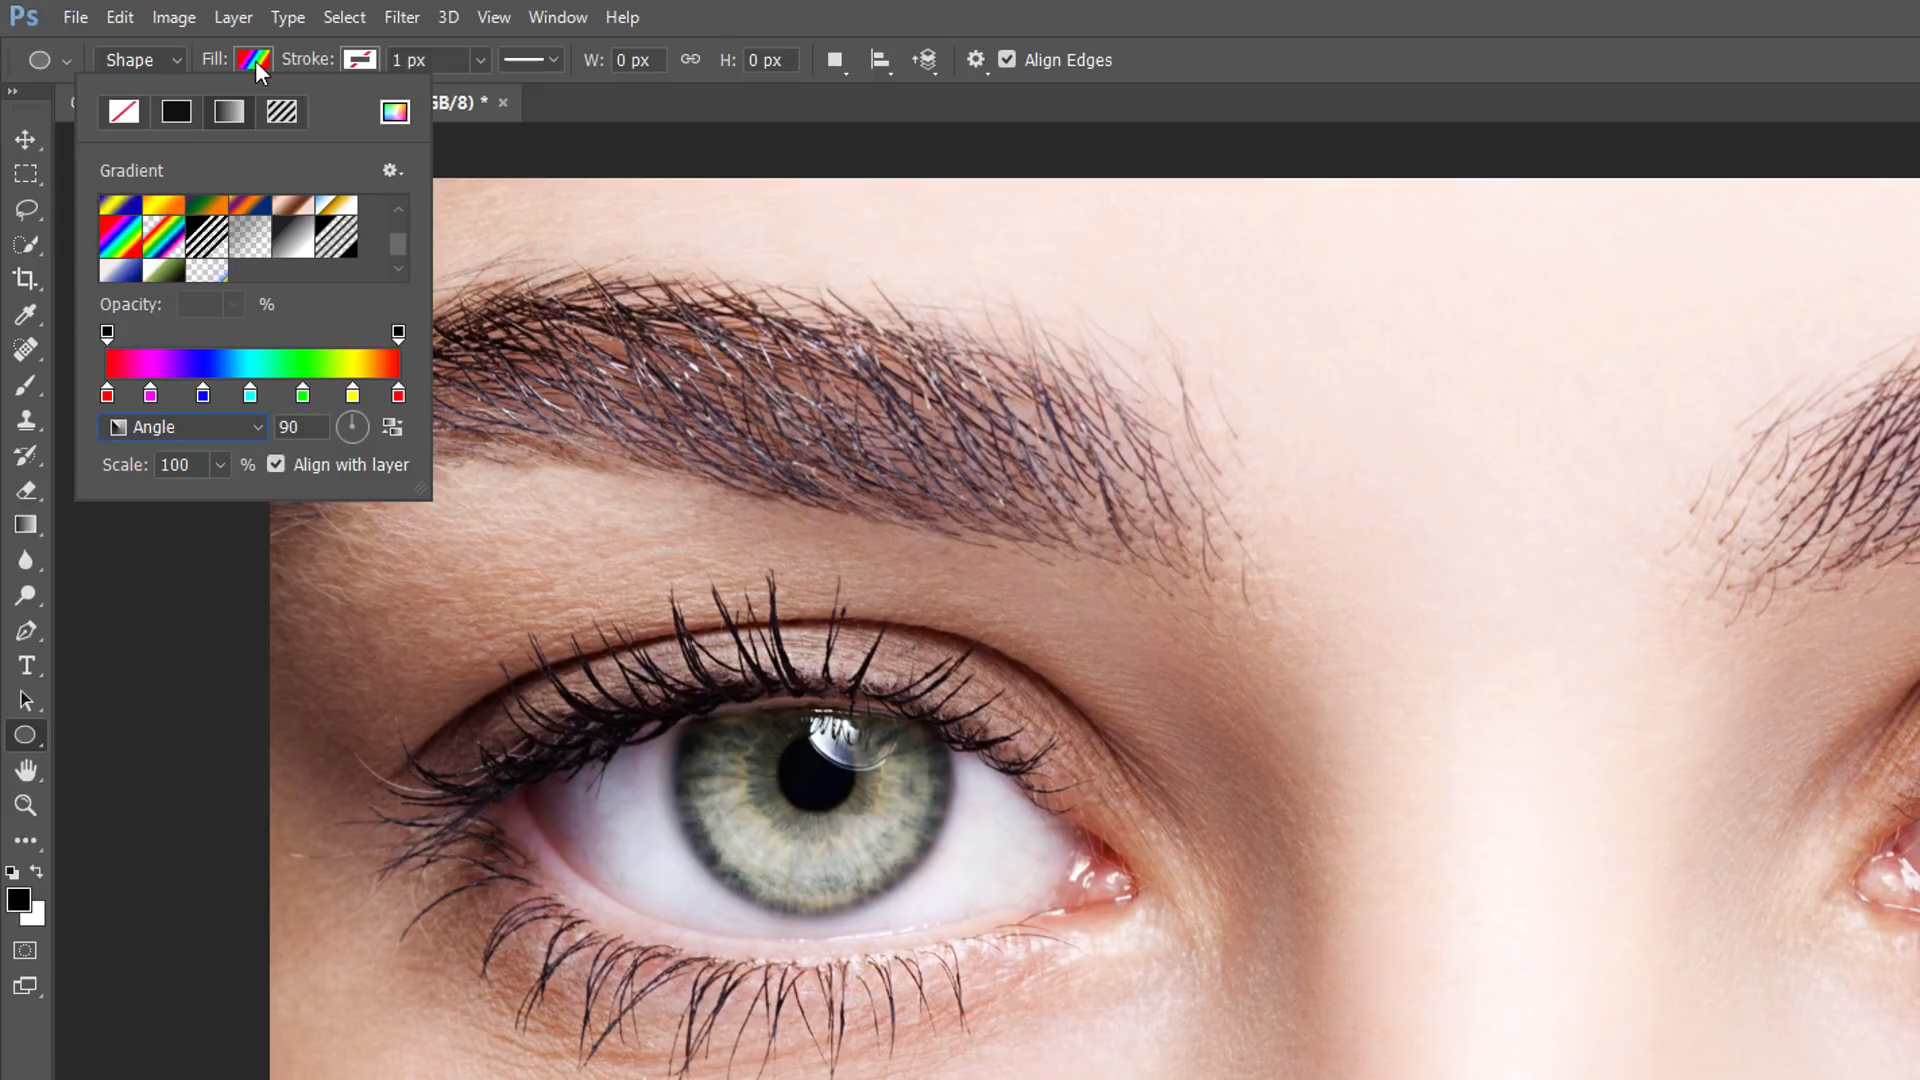 Ps File Edit Image Layer Type Select Filter 3D View Window Help
Shape Fill: Stroke: 1 px W: 0 px H: 0 px Align Edges
GB/8) * ×
Gradient
Opacity: %
Angle 90
Scale: 100 % Align with layer
T